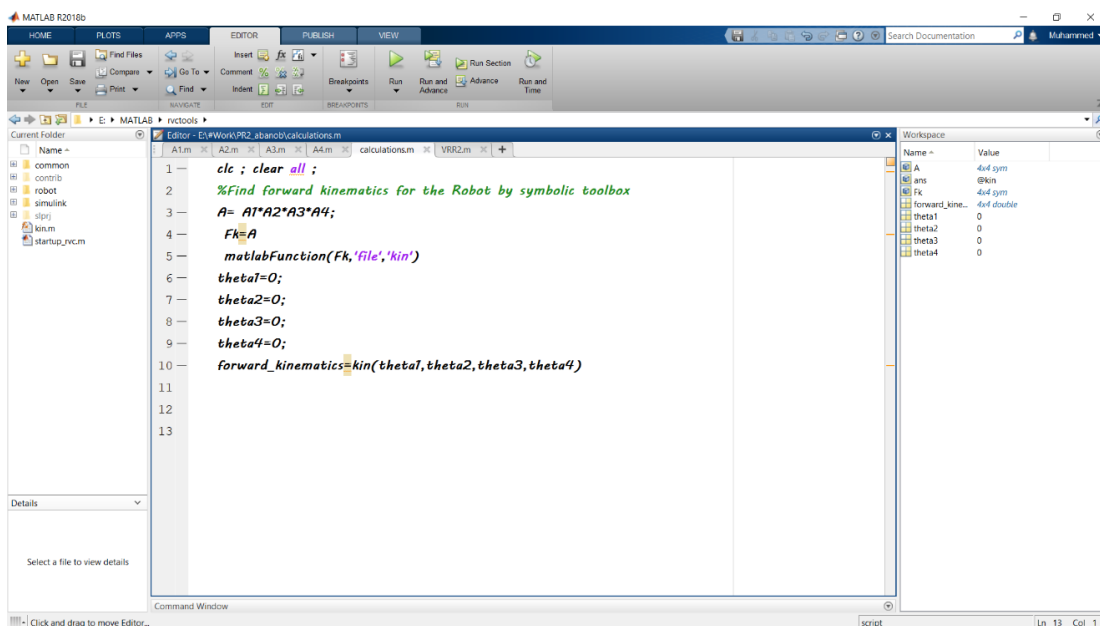 MATLAB R2018b
HOME PLOTS APPS EDITOR PUBLISH VIEW Search Documentation Muhammed
New Open Save Find Files Compare Print Go To Find Insert fx Comment Indent Breakpoints Run Run and Advance Run Section Advance Run and Time
FILE NAVIGATE EDIT BREAKPOINTS RUN
E: MATLAB rvctools
Current Folder
Name
common
contrib
robot
simulink
slprj
kin.m
startup_rvc.m
Details
Select a file to view details
Editor - E:\#Work\PR2_abanob\calculations.m
A1.m A2.m A3.m A4.m calculations.m VRR2.m +
1 clc ; clear all ;
2 %Find forward kinematics for the Robot by symbolic toolbox
3 A= A1*A2*A3*A4;
4 Fk=A
5 matlabFunction(Fk,'file','kin')
6 theta1=0;
7 theta2=0;
8 theta3=0;
9 theta4=0;
10 forward_kinematics=kin(theta1,theta2,theta3,theta4)
11
12
13
Command Window
Workspace
Name Value
A 4x4 sym
ans @kin
Fk 4x4 sym
forward_kine... 4x4 double
theta1 0
theta2 0
theta3 0
theta4 0
Click and drag to move Editor...
script Ln 13 Col 1